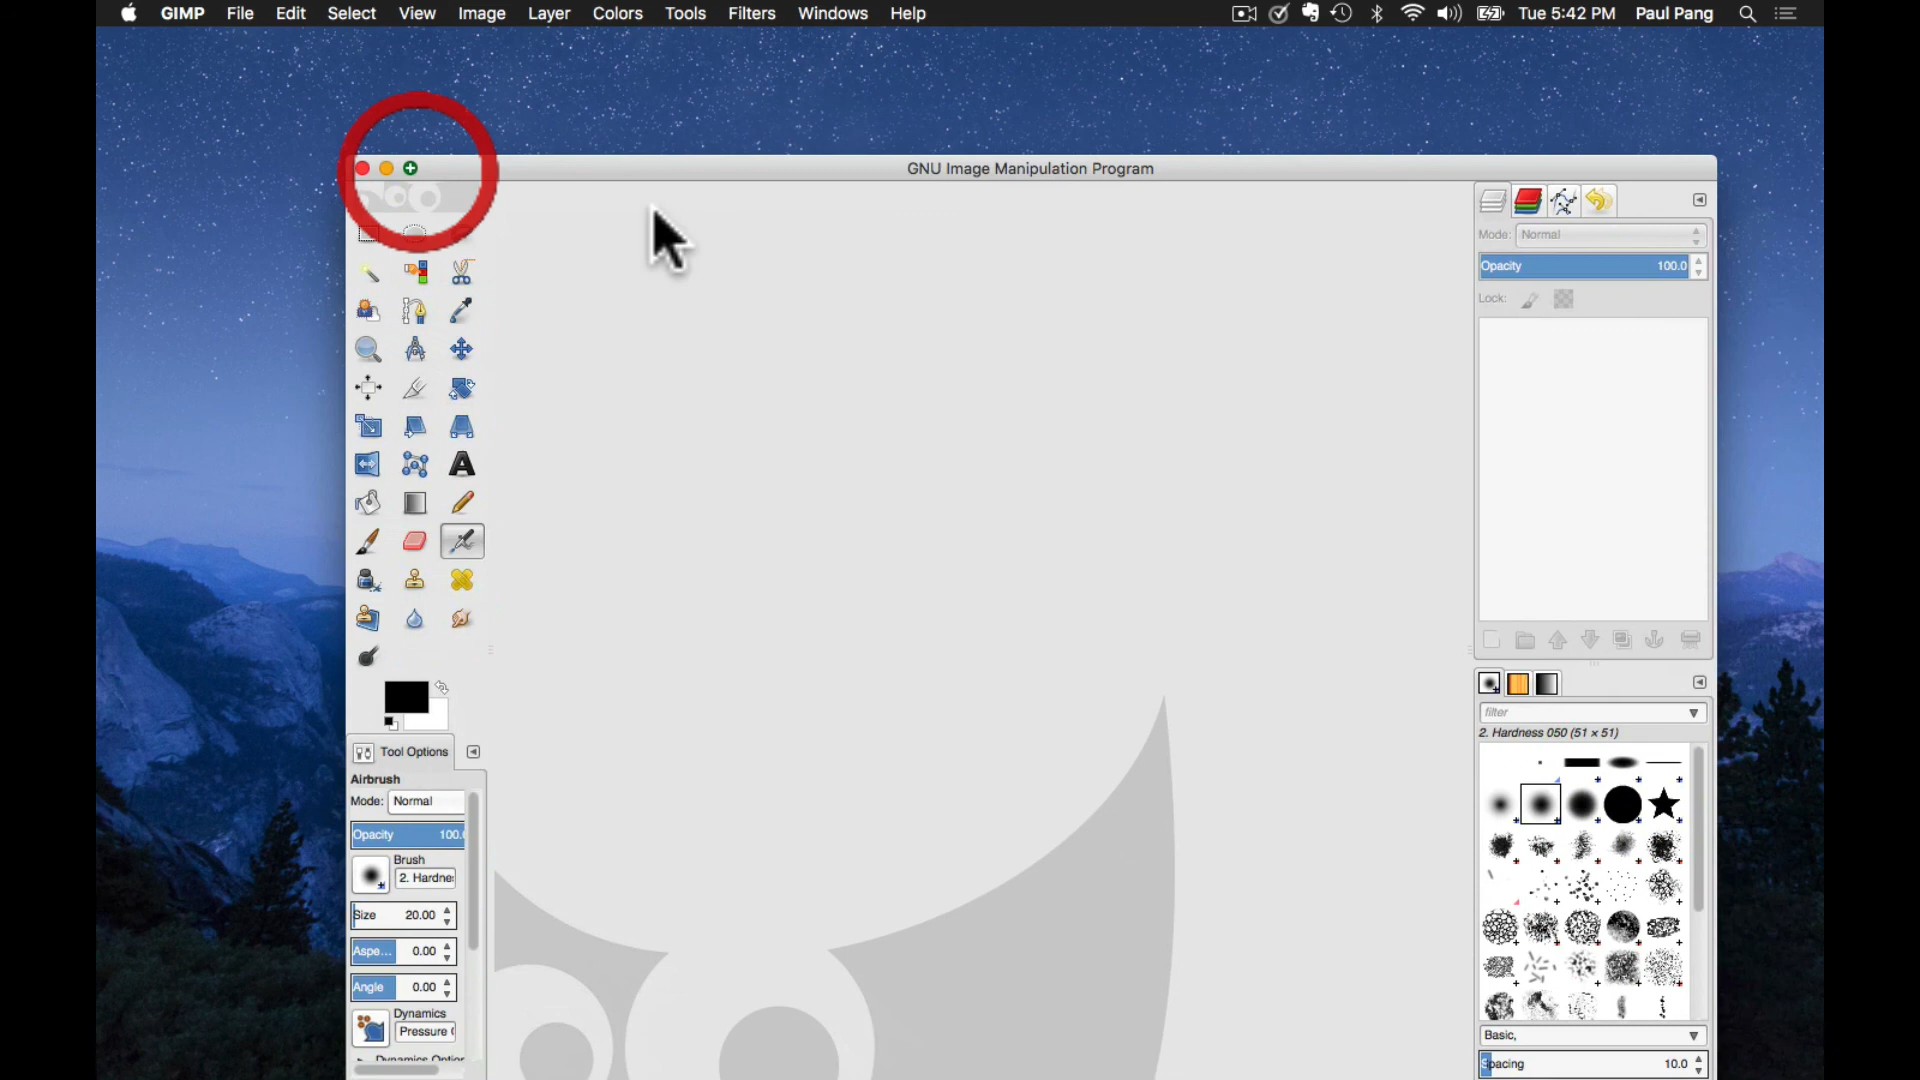 GIMP File Edit Select View Image Layer Colors Tools Filters Windows Help Tue 5:42 PM Paul Pang
GNU Image Manipulation Program
Mode: Normal
Opacity 100.0
Lock:
filter
2. Hardness 050 (51 × 51)
Tool Options
Airbrush
Mode: Normal
Opacity 100.
Brush
2. Hardne
Size 20.00
Aspe... 0.00
Angle 0.00
Dynamics
Pressure
Dynamics Optio
Basic,
Spacing 10.0